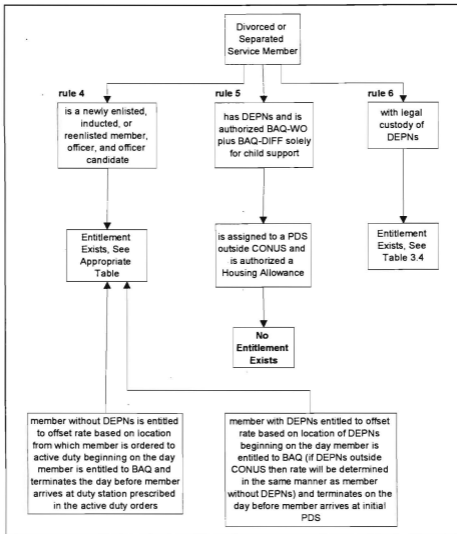 Divorced or
Separated
Service Member
rule 4
rule 5
rule 6
is a newly enlisted,
inducted, or
reenlisted member,
officer, and officer
candidate
has DEPNs and is
authorized BAQ-WO
plus BAQ-DIFF solely
for child support
with legal
custody of
DEPNs
Entitlement
Exists, See
Appropriate
Table
is assigned to a PDS
outside CONUS and
is authorized a
Housing Allowance
Entitlement
Exists, See
Table 3.4
No
Entitlement
Exists
member without DEPNs is entitled
to offset rate based on location
from which member is ordered to
active duty beginning on the day
member is entitled to BAQ and
terminates the day before member
arrives at duty station prescribed
in the active duty orders
member with DEPNs entitled to offset
rate based on location of DEPNs
beginning on the day member is
entitled to BAQ (if DEPNs outside
CONUS then rate will be determined
in the same manner as member
without DEPNs) and terminates on the
day before member arrives at initial
PDS